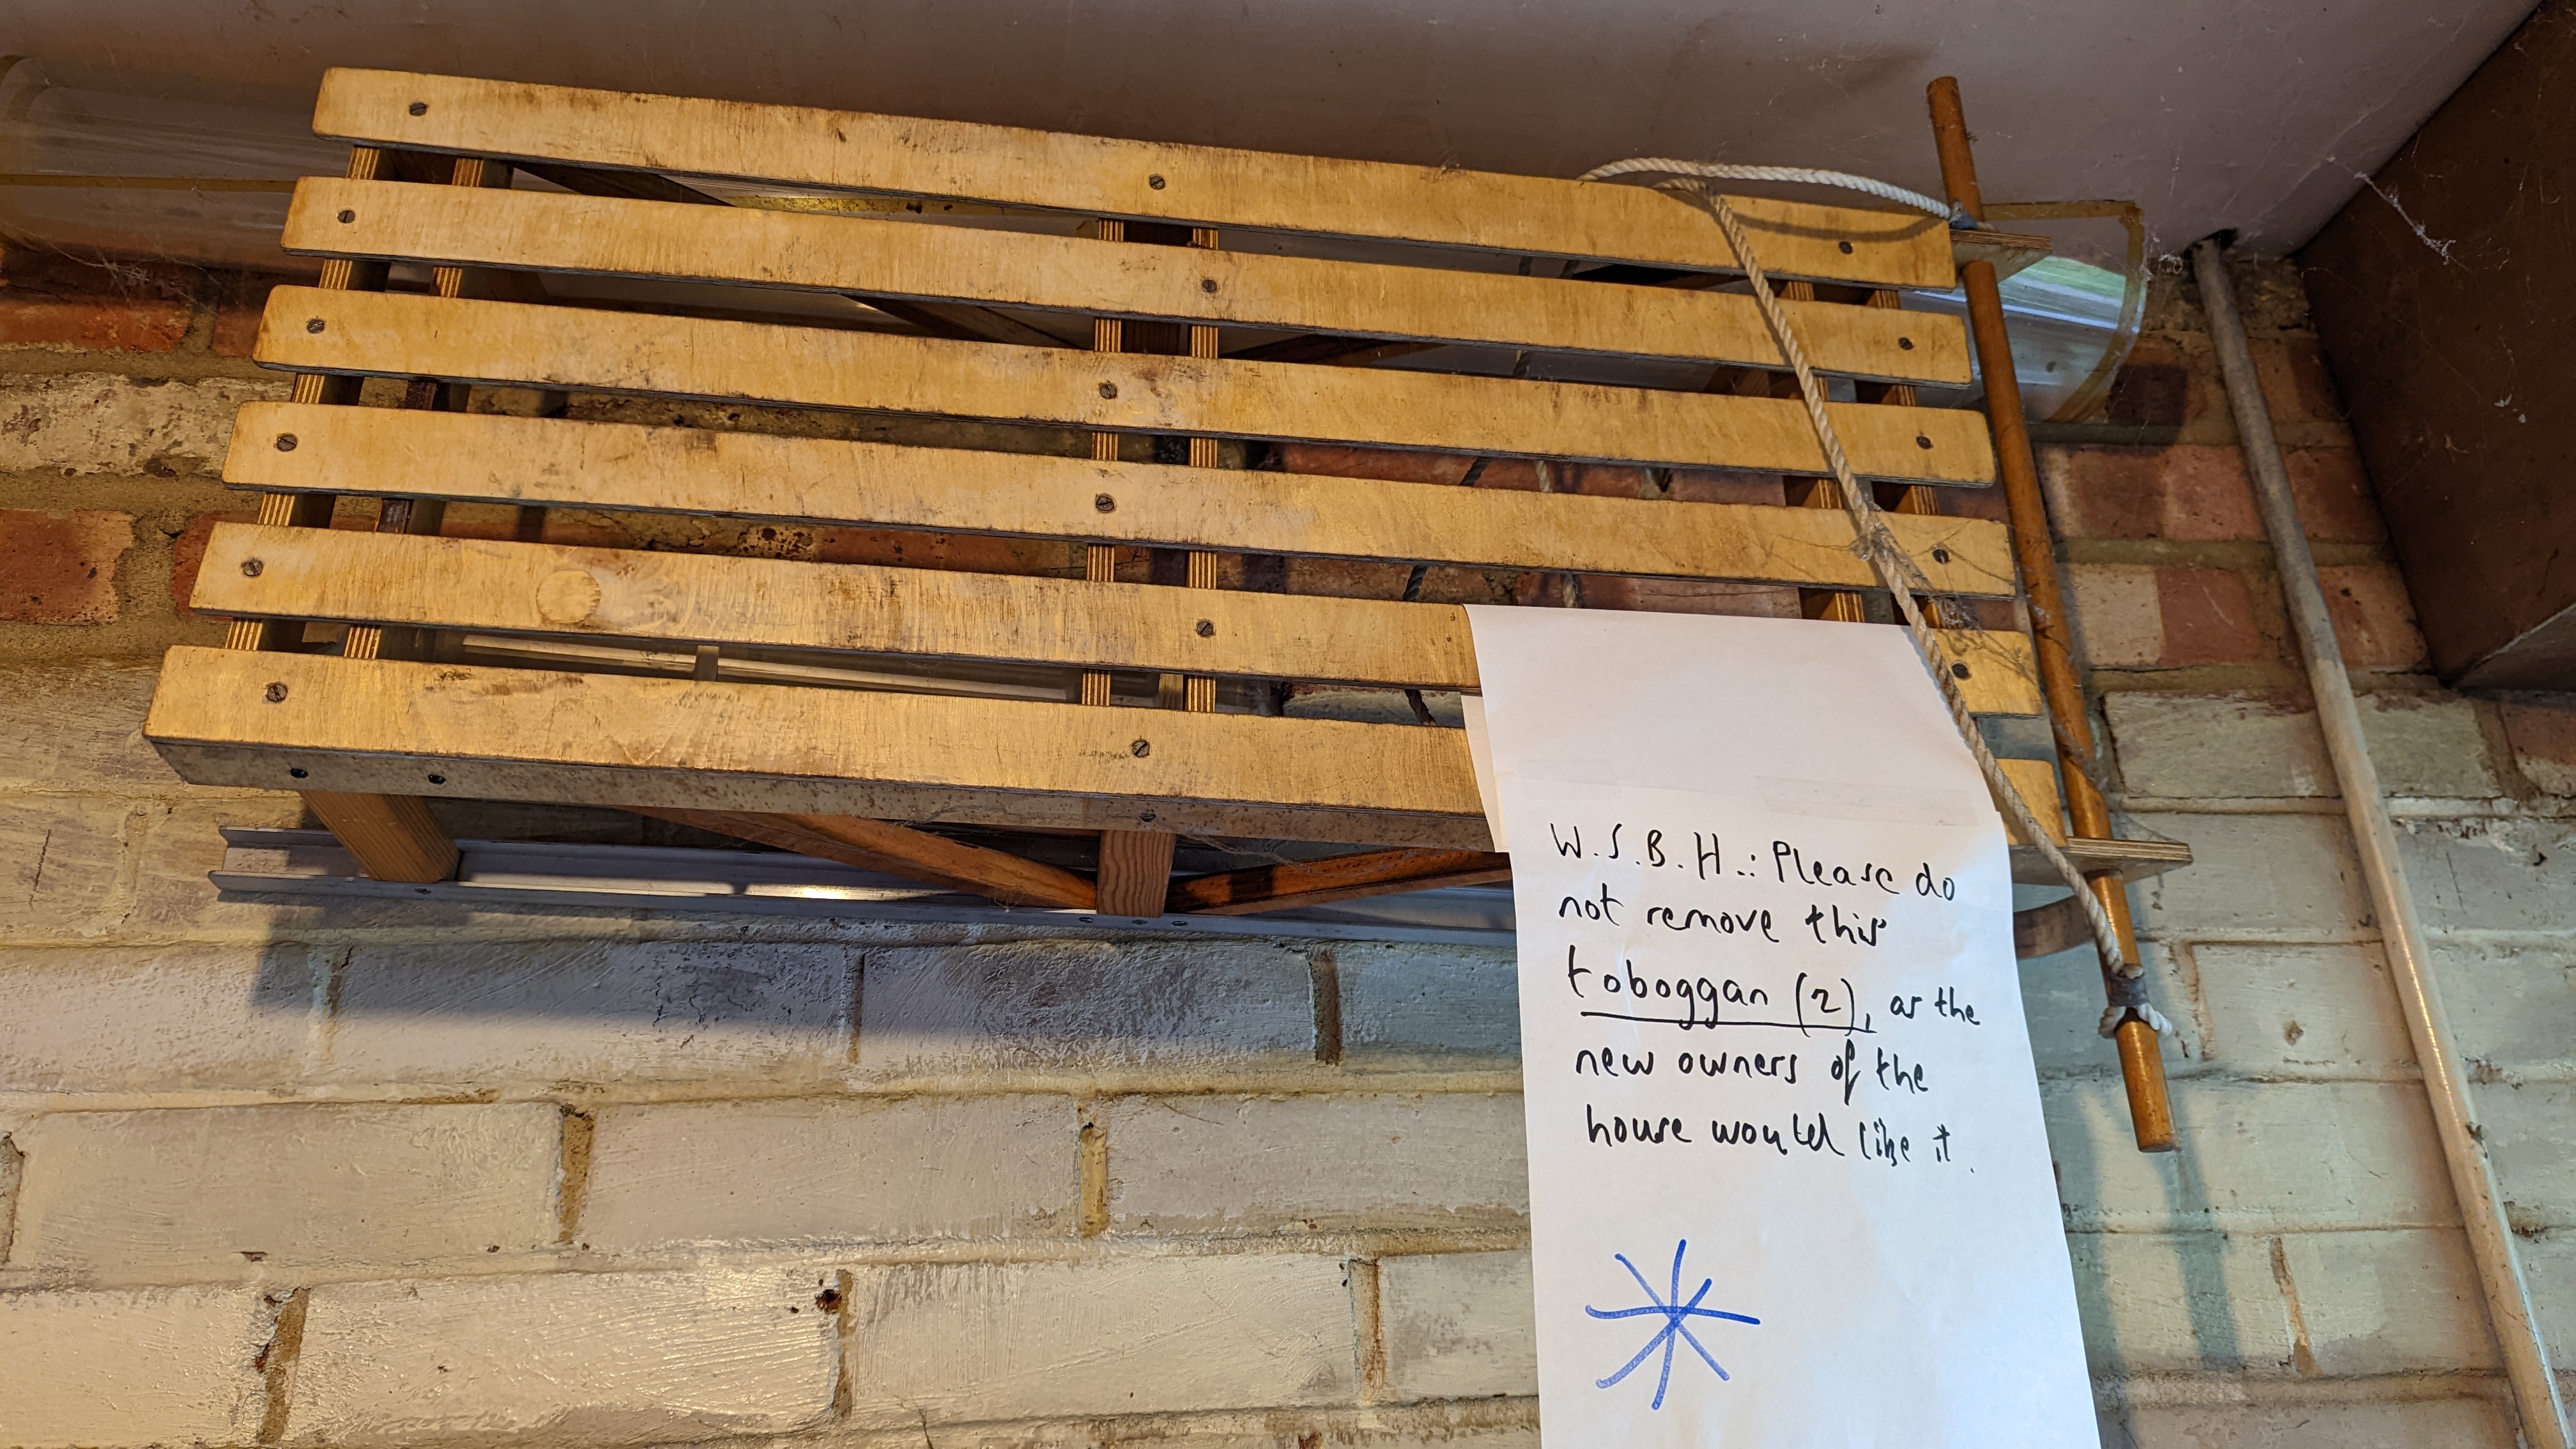 W.S.B.H.: Please do
not remove this
toboggan (2), as the
new owners of the
house would like it.